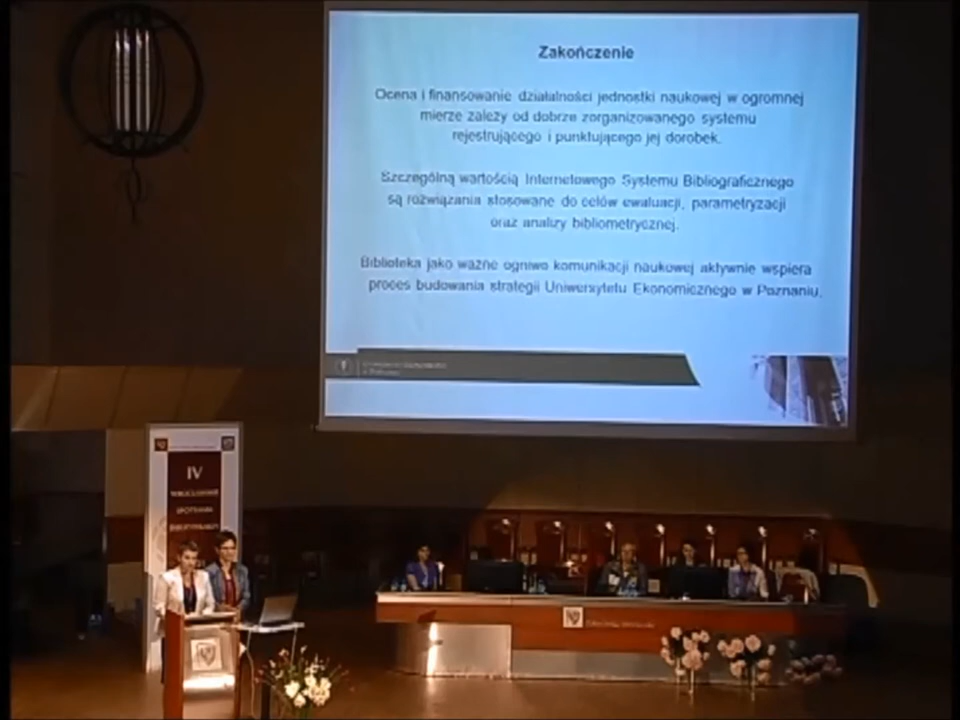 Zakończenie
Ocena i finansowanie działalności jednostki naukowej w ogromnej
mierze zależy od dobrze zorganizowanego systemu
rejestrującego i punktującego jej dorobek.
Szczególną wartością Internetowego Systemu Bibliograficznego
są rozwiązania stosowane do celów ewaluacji, parametryzacji
oraz analizy bibliometrycznej.
Biblioteka jako ważne ogniwo komunikacji naukowej aktywnie wspiera
proces budowania strategii Uniwersytetu Ekonomicznego w Poznaniu.
IV
WROCŁAWSKIE
SPOTKANIA